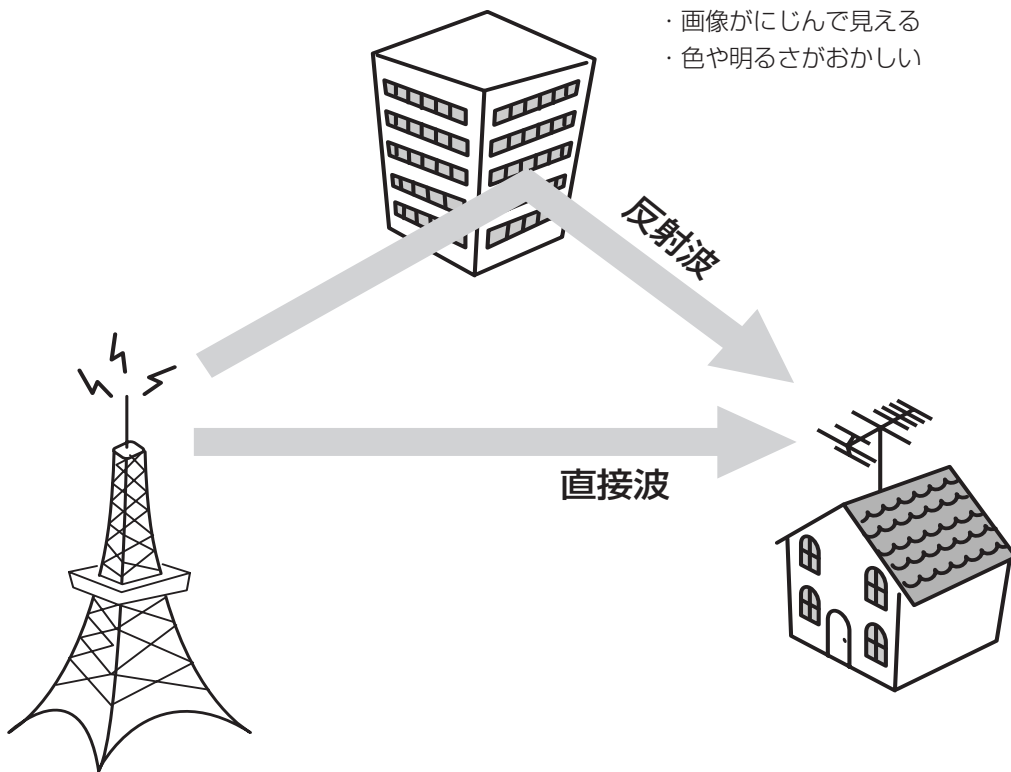 ・画像がにじんで見える
・色や明るさがおかしい
反射波
直接波